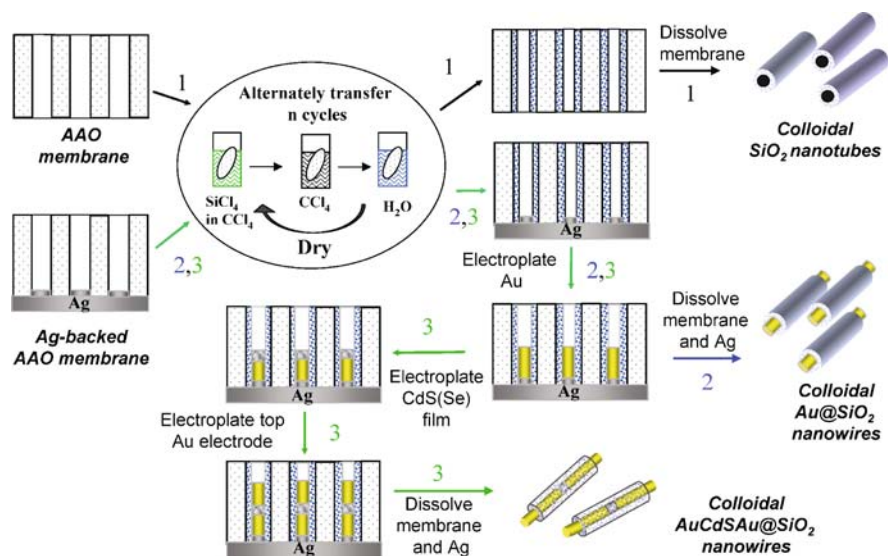 AAO
membrane
1
Alternately transfer
n cycles
SiCl4
in CCl4
CCl4
H2O
Dry
1
Dissolve
membrane
1
Colloidal
SiO2 nanotubes
Ag
Ag-backed
AAO membrane
2,3
2,3
Ag
Electroplate
Au
2,3
Ag
Dissolve
membrane
and Ag
2
Colloidal
Au@SiO2
nanowires
3
Electroplate
CdS(Se)
film
Ag
Electroplate top
Au electrode
3
Ag
3
Dissolve
membrane
and Ag
Colloidal
AuCdSAu@SiO2
nanowires